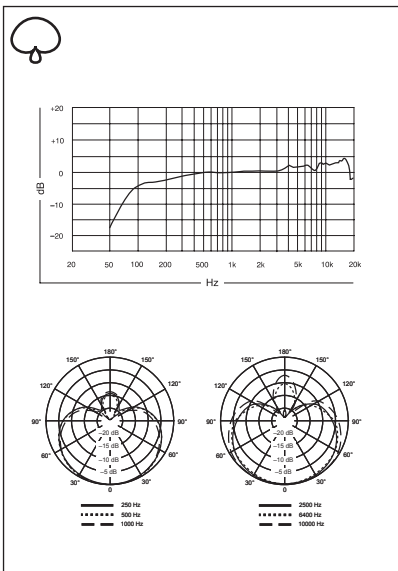 +20
+10
0
−10
−20
dB
20 50 100 200 500 1k 2k 5k 10k 20k
Hz
180°
150° 150°
120° 120°
90° 90°
60° 60°
30° 30°
0
−20 dB
−15 dB
−10 dB
−5 dB
250 Hz
500 Hz
1000 Hz
180°
150° 150°
120° 120°
90° 90°
60° 60°
30° 30°
0
−20 dB
−15 dB
−10 dB
−5 dB
2500 Hz
6400 Hz
10000 Hz